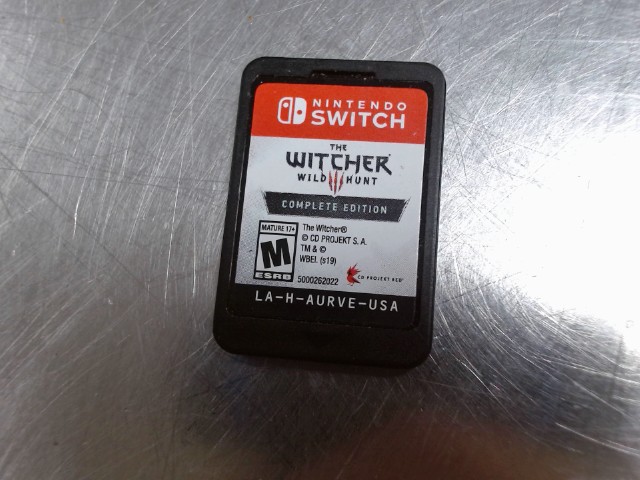 NINTENDO
SWITCH
THE
WITCHER
WILD HUNT
COMPLETE EDITION
MATURE 17+
M
ESRB
The Witcher®
© CD PROJEKT S.A.
TM & ©
WBEI. (s19)
5000262022
CD PROJEKT RED
LA-H-AURVE-USA